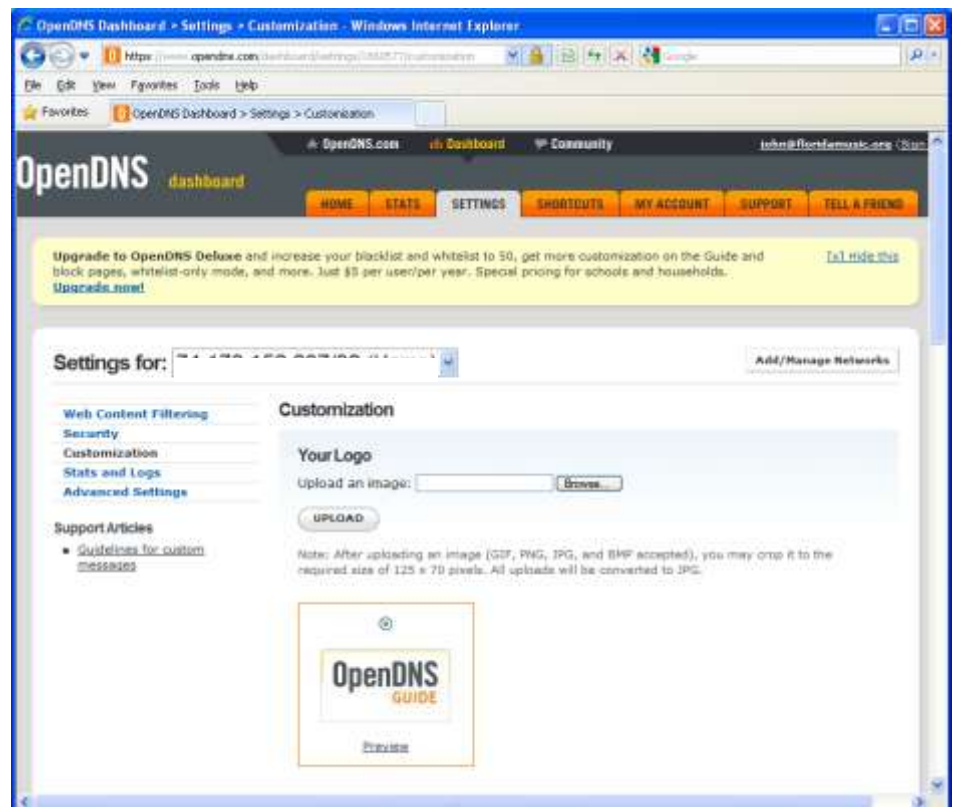 OpenDNS Dashboard > Settings > Customization - Windows Internet Explorer
https opendns.com
File Edit View Favorites Tools Help
Favorites OpenDNS Dashboard > Settings > Customization
OpenDNS.com Dashboard Community john@floridamusic.org
OpenDNS dashboard
HOME STATS SETTINGS SHORTCUTS MY ACCOUNT SUPPORT TELL A FRIEND
Upgrade to OpenDNS Deluxe and increase your blacklist and whitelist to 50, get more customization on the Guide and [x] Hide this
block pages, whitelist-only mode, and more. Just $5 per user/per year. Special pricing for schools and households.
Upgrade now!
Settings for: Add/Manage Networks
Web Content Filtering
Security
Customization
Stats and Logs
Advanced Settings
Support Articles
Guidelines for custom
messages
Customization
Your Logo
Upload an image: Browse...
UPLOAD
Note: After uploading an image (GIF, PNG, JPG, and BMP accepted), you may crop it to the
required size of 125 x 70 pixels. All uploads will be converted to JPG.
OpenDNS
GUIDE
Preview